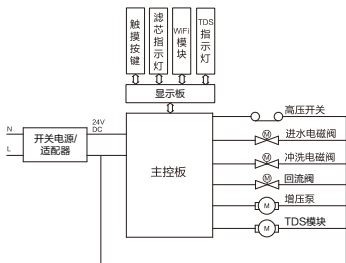 触摸按键
滤芯指示灯
WiFi模块
TDS指示灯
显示板
高压开关
N
24V
DC
开关电源/
适配器
L
主控板
M
进水电磁阀
M
冲洗电磁阀
M
回流阀
M
增压泵
M
TDS模块